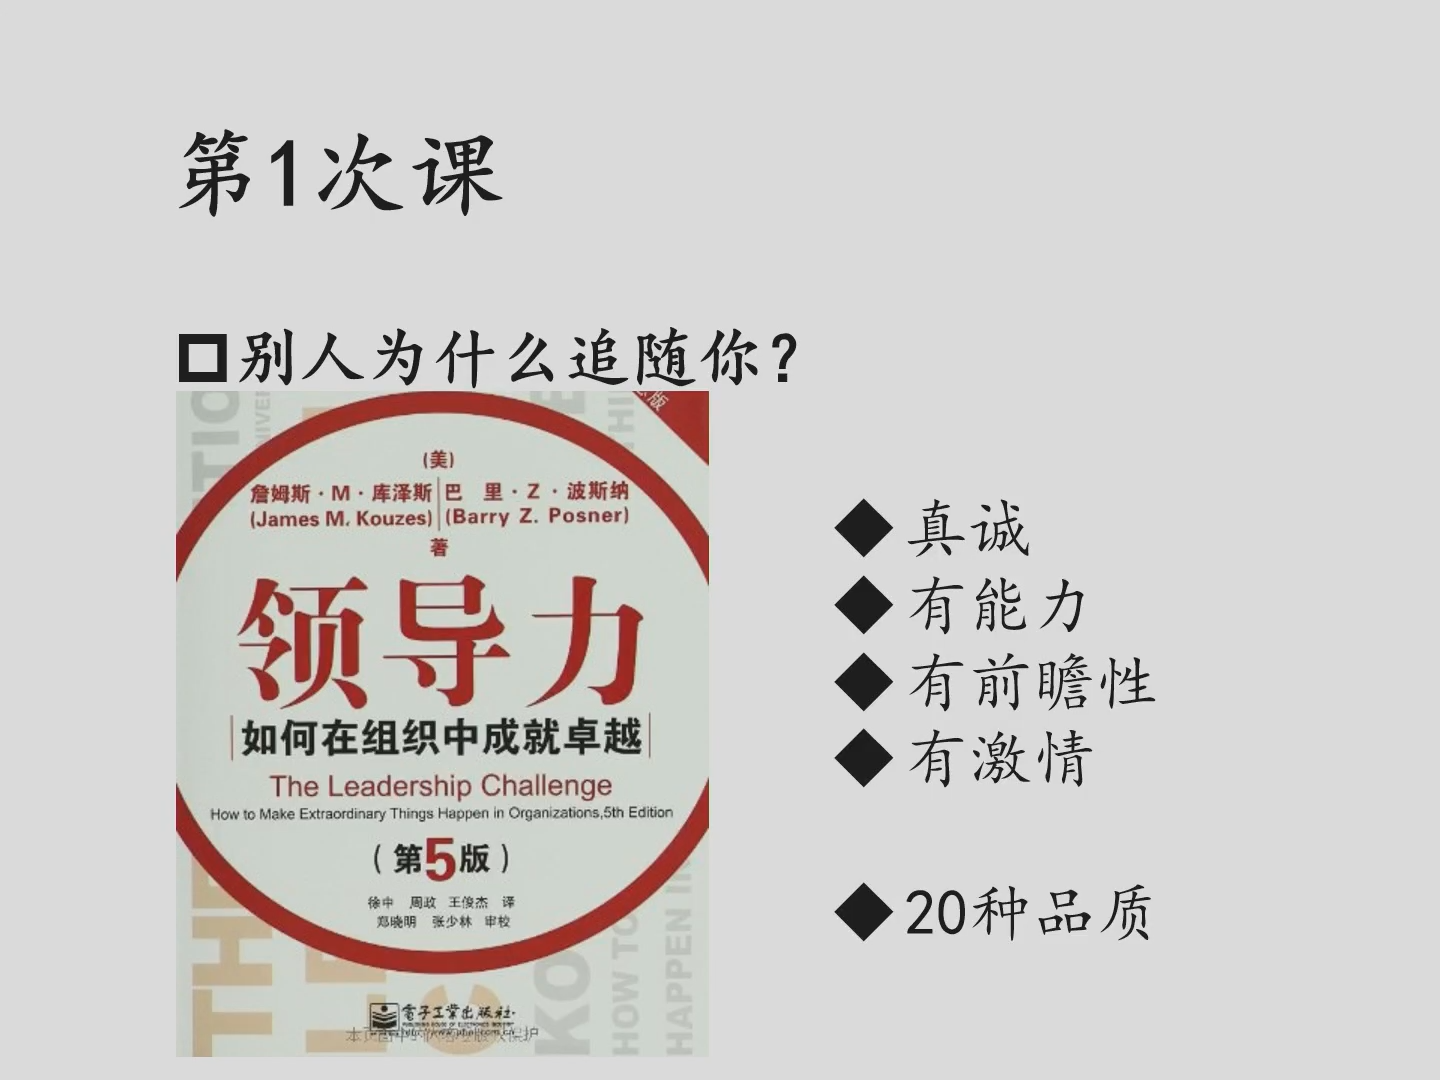 第1次课
别人为什么追随你？
(美)
詹姆斯·M·库泽斯 巴 里·Z·波斯纳
(James M. Kouzes) (Barry Z. Posner)
著
领导力
如何在组织中成就卓越
The Leadership Challenge
How to Make Extraordinary Things Happen in Organizations,5th Edition
（第5版）
徐中 周政 王俊杰 译
郑晓明 张少林 审校
電子工業出版社
真诚
有能力
有前瞻性
有激情
20种品质